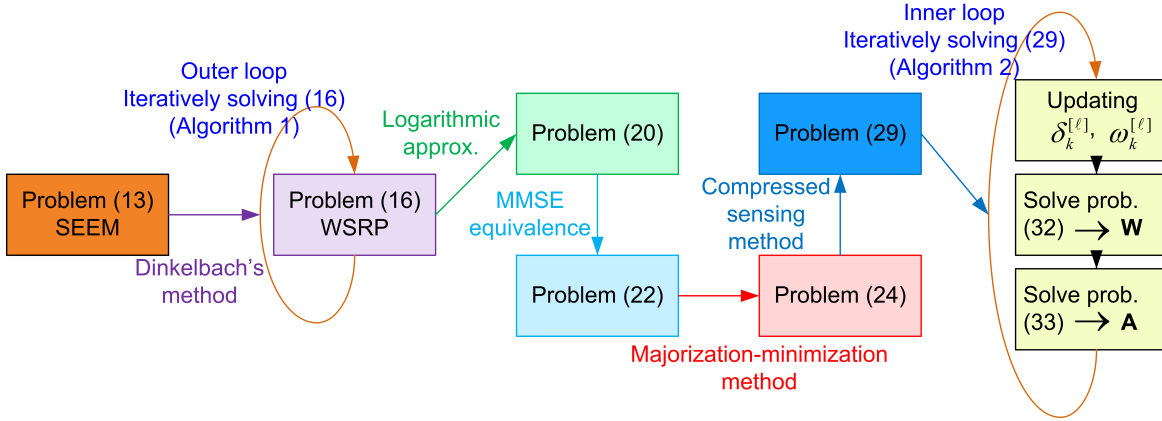 Problem (13)
SEEM
Dinkelbach's
method
Outer loop
Iteratively solving (16)
(Algorithm 1)
Problem (16)
WSRP
Logarithmic
approx.
Problem (20)
MMSE
equivalence
Problem (22)
Majorization-minimization
method
Problem (24)
Compressed
sensing
method
Problem (29)
Inner loop
Iteratively solving (29)
(Algorithm 2)
Updating
δ_k^[ℓ], ω_k^[ℓ]
Solve prob.
(32) → W
Solve prob.
(33) → A